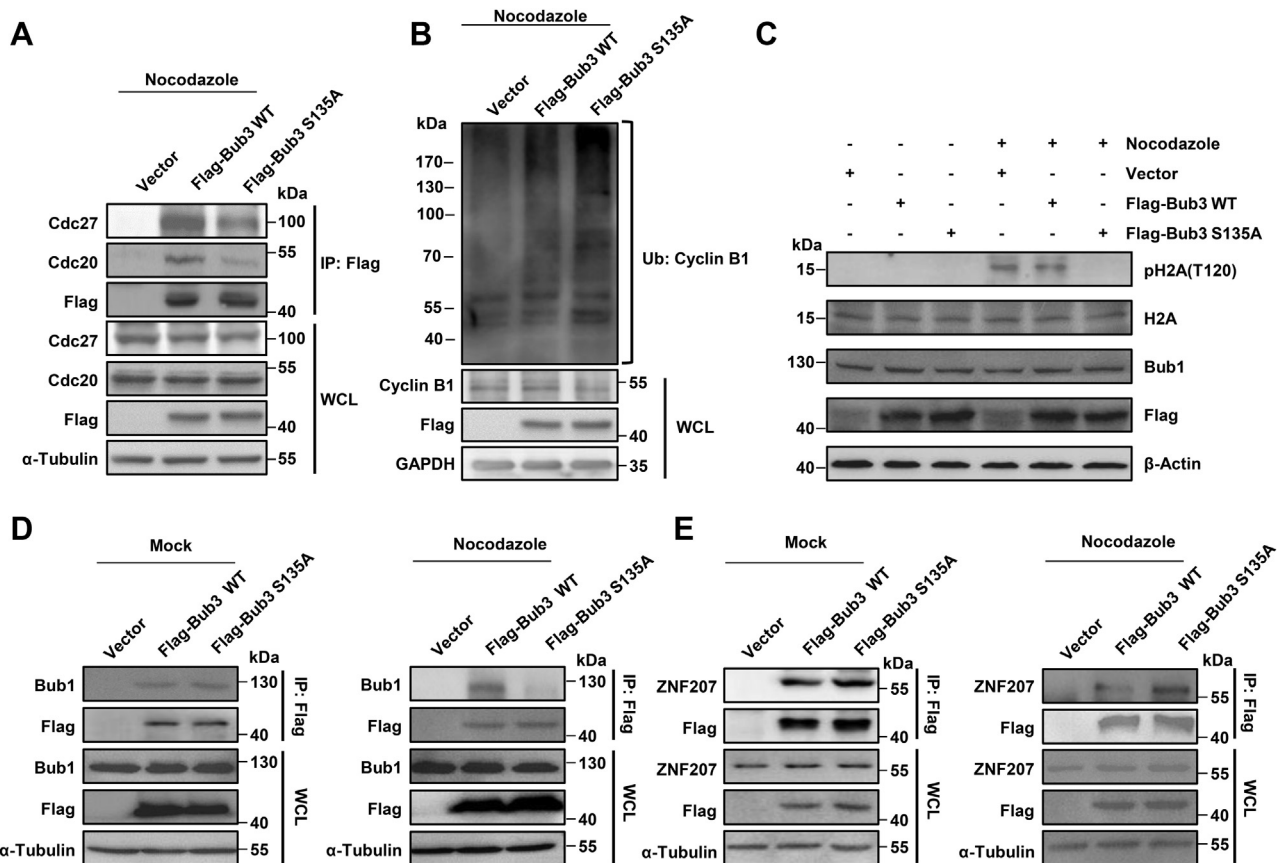 A
Nocodazole
Vector
Flag-Bub3 WT
Flag-Bub3 S135A
kDa
Cdc27
100
Cdc20
55
IP: Flag
Flag
40
Cdc27
100
Cdc20
55
WCL
Flag
40
α-Tubulin
55
B
Nocodazole
Vector
Flag-Bub3 WT
Flag-Bub3 S135A
kDa
170
130
100
70
55
40
Ub: Cyclin B1
Cyclin B1
55
Flag
40
WCL
GAPDH
35
C
- - - + + + Nocodazole
+ - - + - - Vector
- + - - + - Flag-Bub3 WT
- - + - - + Flag-Bub3 S135A
kDa
15
pH2A(T120)
15
H2A
130
Bub1
40
Flag
40
β-Actin
D
Mock
Vector
Flag-Bub3 WT
Flag-Bub3 S135A
kDa
Bub1
130
IP: Flag
Flag
40
Bub1
130
WCL
Flag
40
α-Tubulin
55
Nocodazole
Vector
Flag-Bub3 WT
Flag-Bub3 S135A
kDa
Bub1
130
IP: Flag
Flag
40
Bub1
130
WCL
Flag
40
α-Tubulin
55
E
Mock
Vector
Flag-Bub3 WT
Flag-Bub3 S135A
kDa
ZNF207
55
IP: Flag
Flag
40
ZNF207
55
WCL
Flag
40
α-Tubulin
55
Nocodazole
Vector
Flag-Bub3 WT
Flag-Bub3 S135A
kDa
ZNF207
55
IP: Flag
Flag
40
ZNF207
55
WCL
Flag
40
α-Tubulin
55